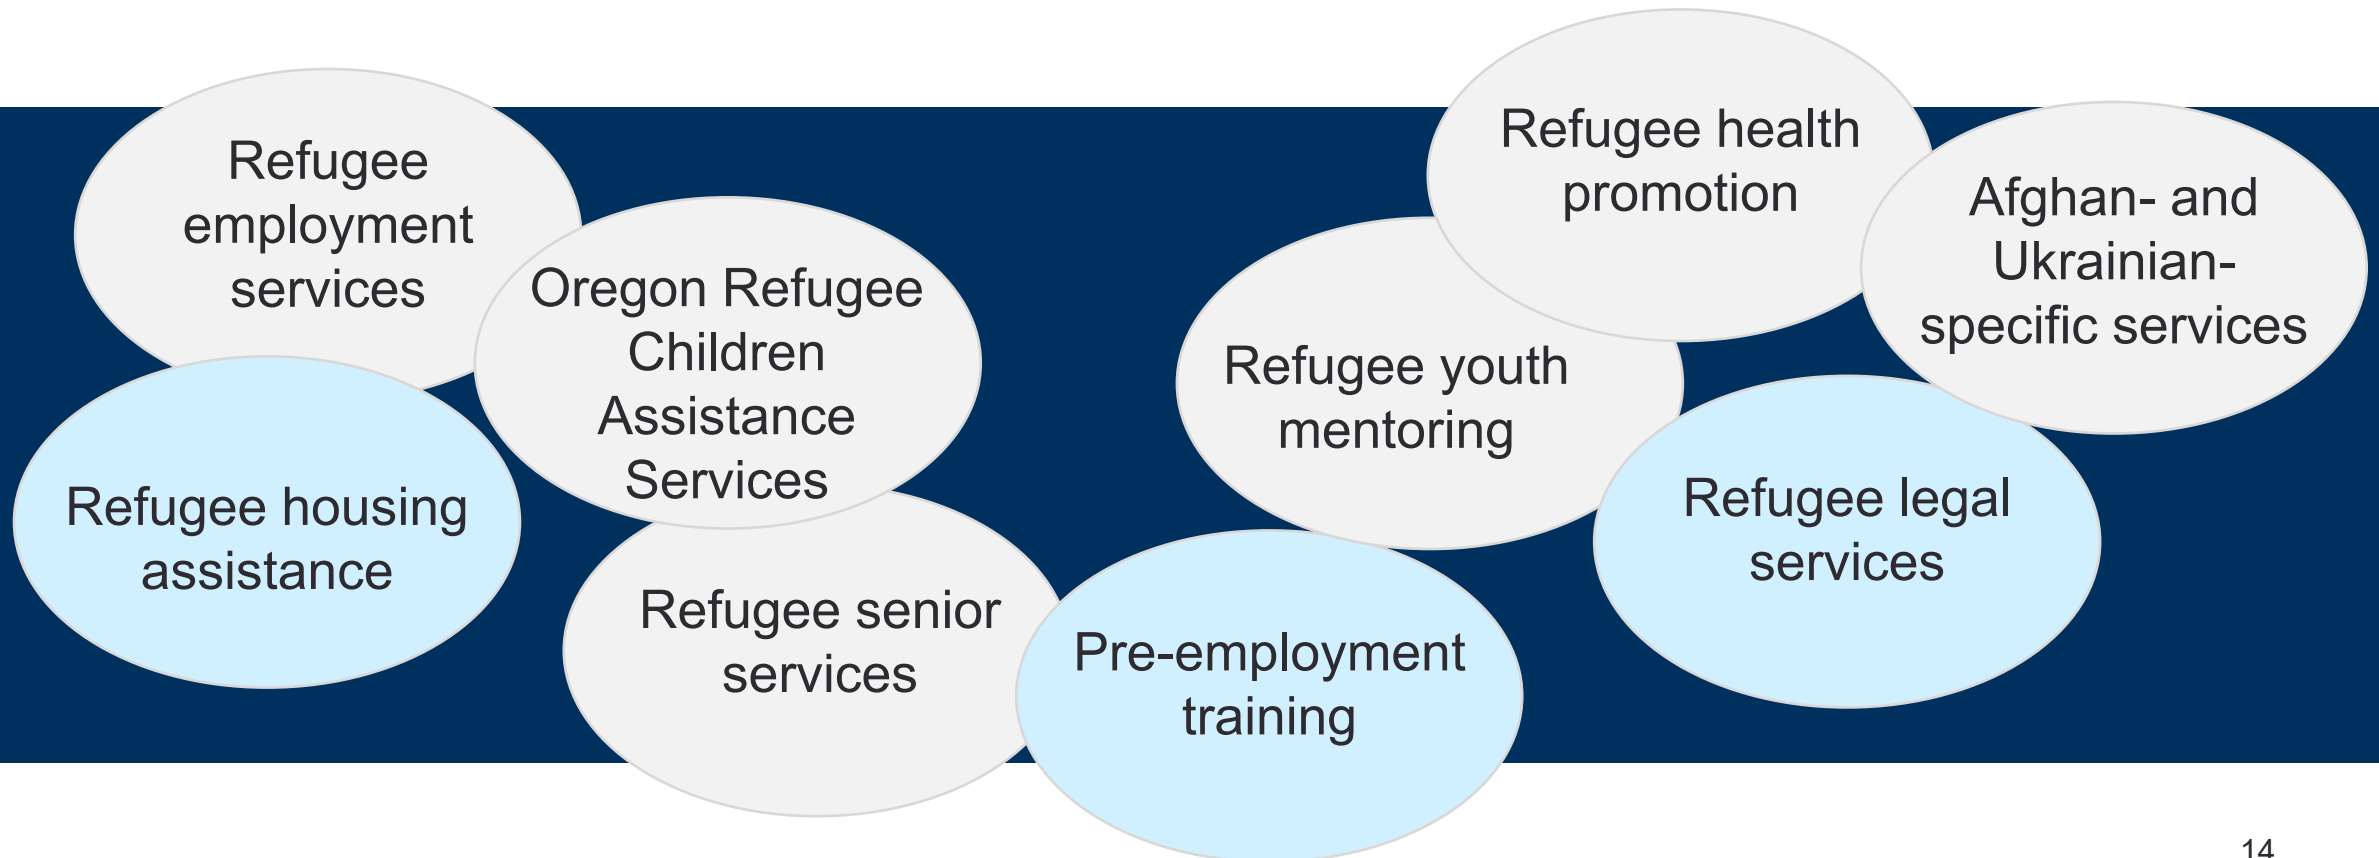 Refugee
employment
services
Oregon Refugee
Children
Assistance
Services
Refugee housing
assistance
Refugee senior
services
Pre-employment
training
Refugee youth
mentoring
Refugee health
promotion
Afghan- and
Ukrainian-
specific services
Refugee legal
services
14